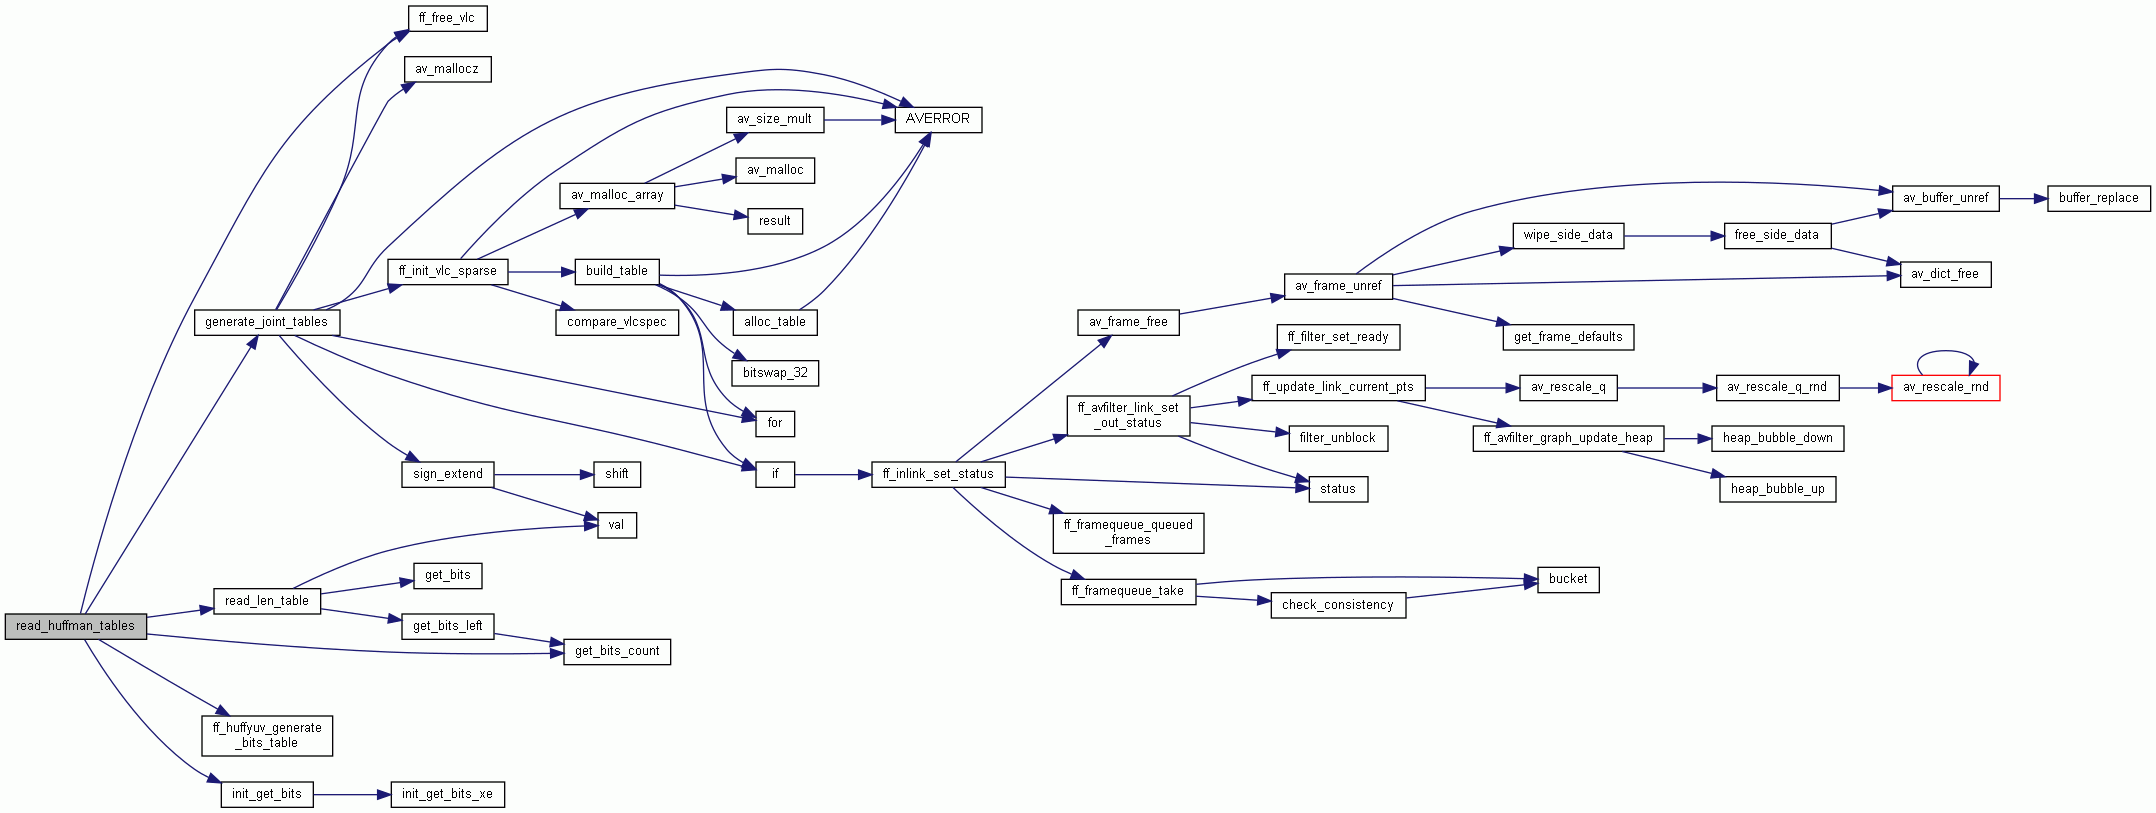 ff_free_vlc
av_mallocz
av_size_mult
AVERROR
av_malloc
av_malloc_array
result
av_buffer_unref
buffer_replace
wipe_side_data
free_side_data
ff_init_vlc_sparse
build_table
av_frame_unref
av_dict_free
generate_joint_tables
compare_vlcspec
alloc_table
av_frame_free
ff_filter_set_ready
get_frame_defaults
bitswap_32
ff_update_link_current_pts
av_rescale_q
av_rescale_q_rnd
av_rescale_rnd
ff_avfilter_link_set
_out_status
for
filter_unblock
ff_avfilter_graph_update_heap
heap_bubble_down
sign_extend
shift
if
ff_inlink_set_status
status
heap_bubble_up
val
ff_framequeue_queued
_frames
get_bits
bucket
read_len_table
ff_framequeue_take
check_consistency
read_huffman_tables
get_bits_left
get_bits_count
ff_huffyuv_generate
_bits_table
init_get_bits
init_get_bits_xe